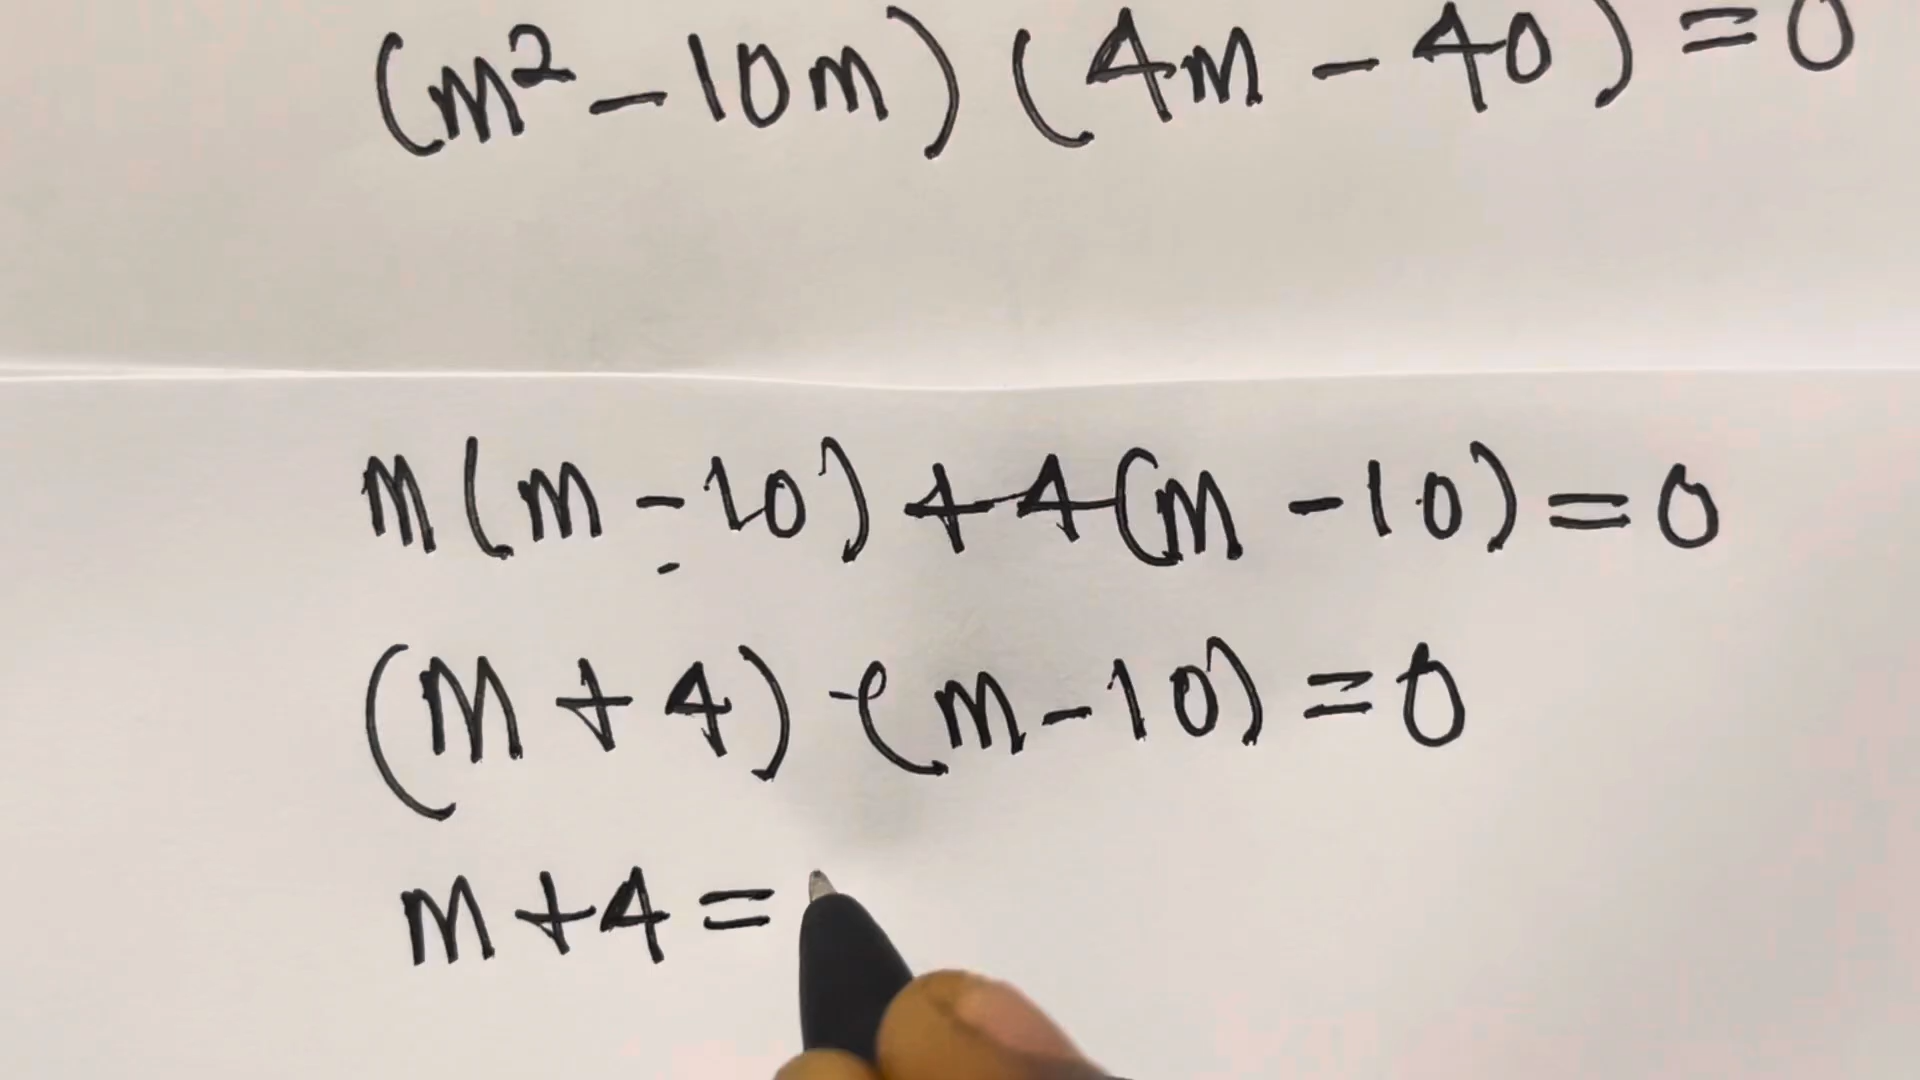 (m² - 10m) (4m - 40) = 0
m(m - 10) + 4(m - 10) = 0
(m + 4) - (m - 10) = 0
m + 4 =